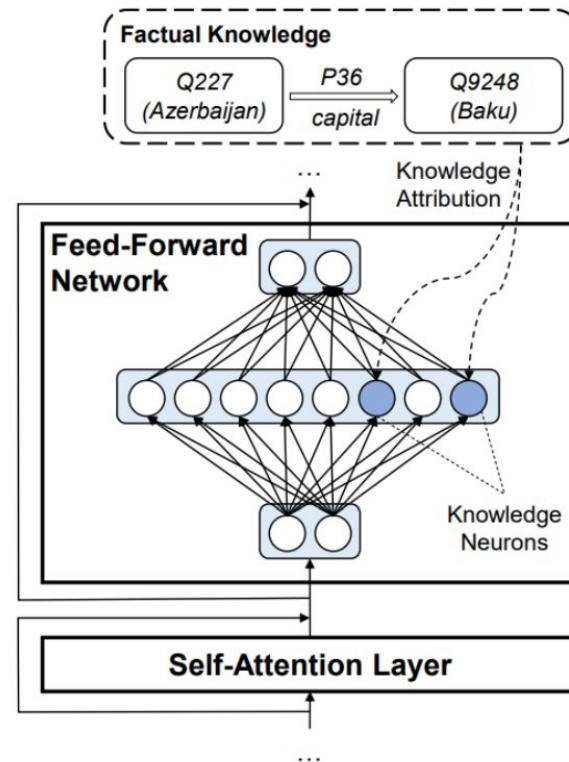 Factual Knowledge
Q227
(Azerbaijan)
P36
capital
Q9248
(Baku)
...
Knowledge
Attribution
Feed-Forward
Network
Knowledge
Neurons
Self-Attention Layer
...